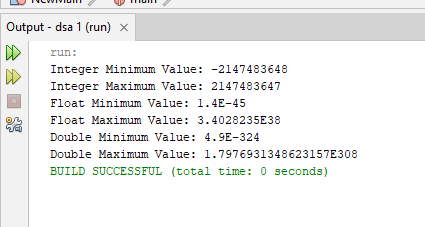 NewMain
main
Output - dsa 1 (run)
run:
Integer Minimum Value: -2147483648
Integer Maximum Value: 2147483647
Float Minimum Value: 1.4E-45
Float Maximum Value: 3.4028235E38
Double Minimum Value: 4.9E-324
Double Maximum Value: 1.7976931348623157E308
BUILD SUCCESSFUL (total time: 0 seconds)